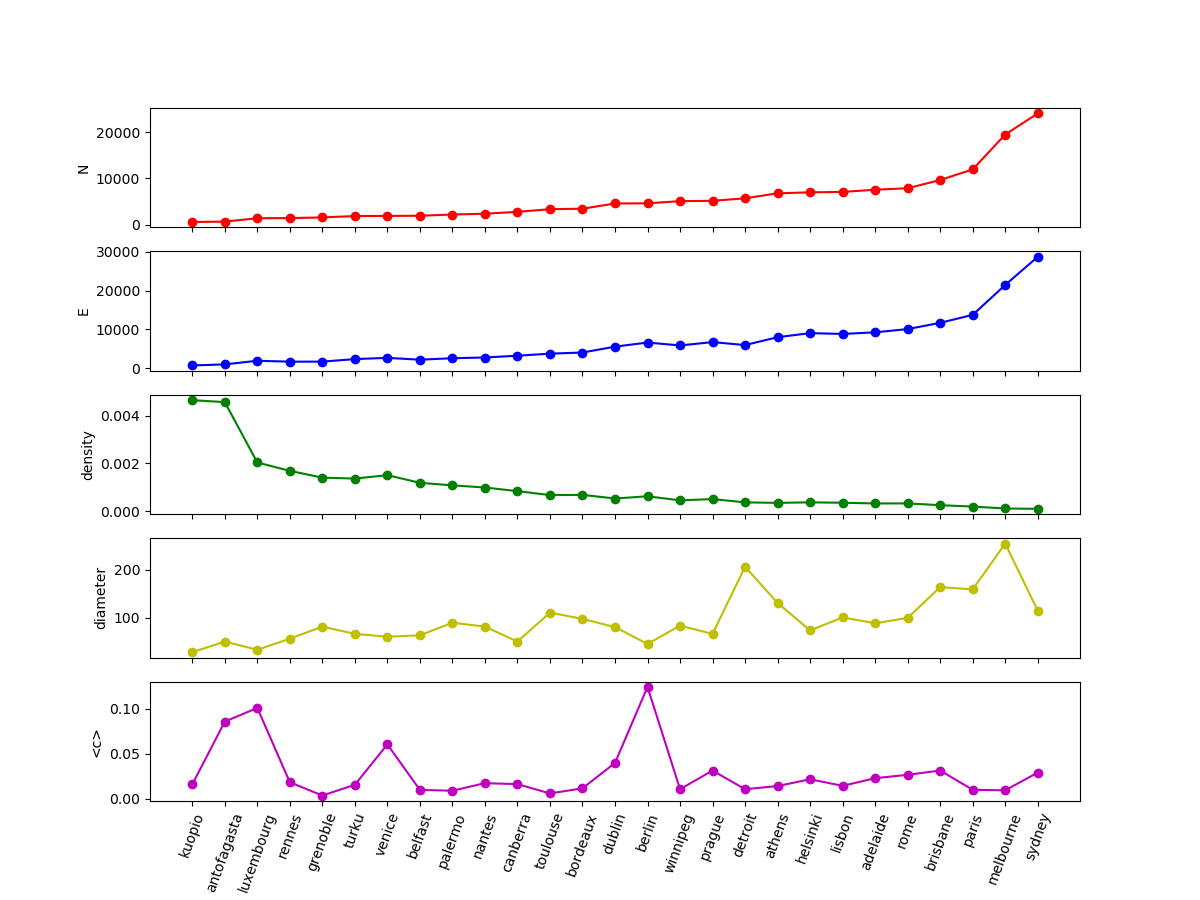 20000
10000
0
N
30000
20000
10000
0
E
0.004
0.002
0.000
density
200
100
diameter
0.10
0.05
0.00
<c>
kuopio
antofagasta
luxembourg
rennes
grenoble
turku
venice
belfast
palermo
nantes
canberra
toulouse
bordeaux
dublin
berlin
winnipeg
prague
detroit
athens
helsinki
lisbon
adelaide
rome
brisbane
paris
melbourne
sydney